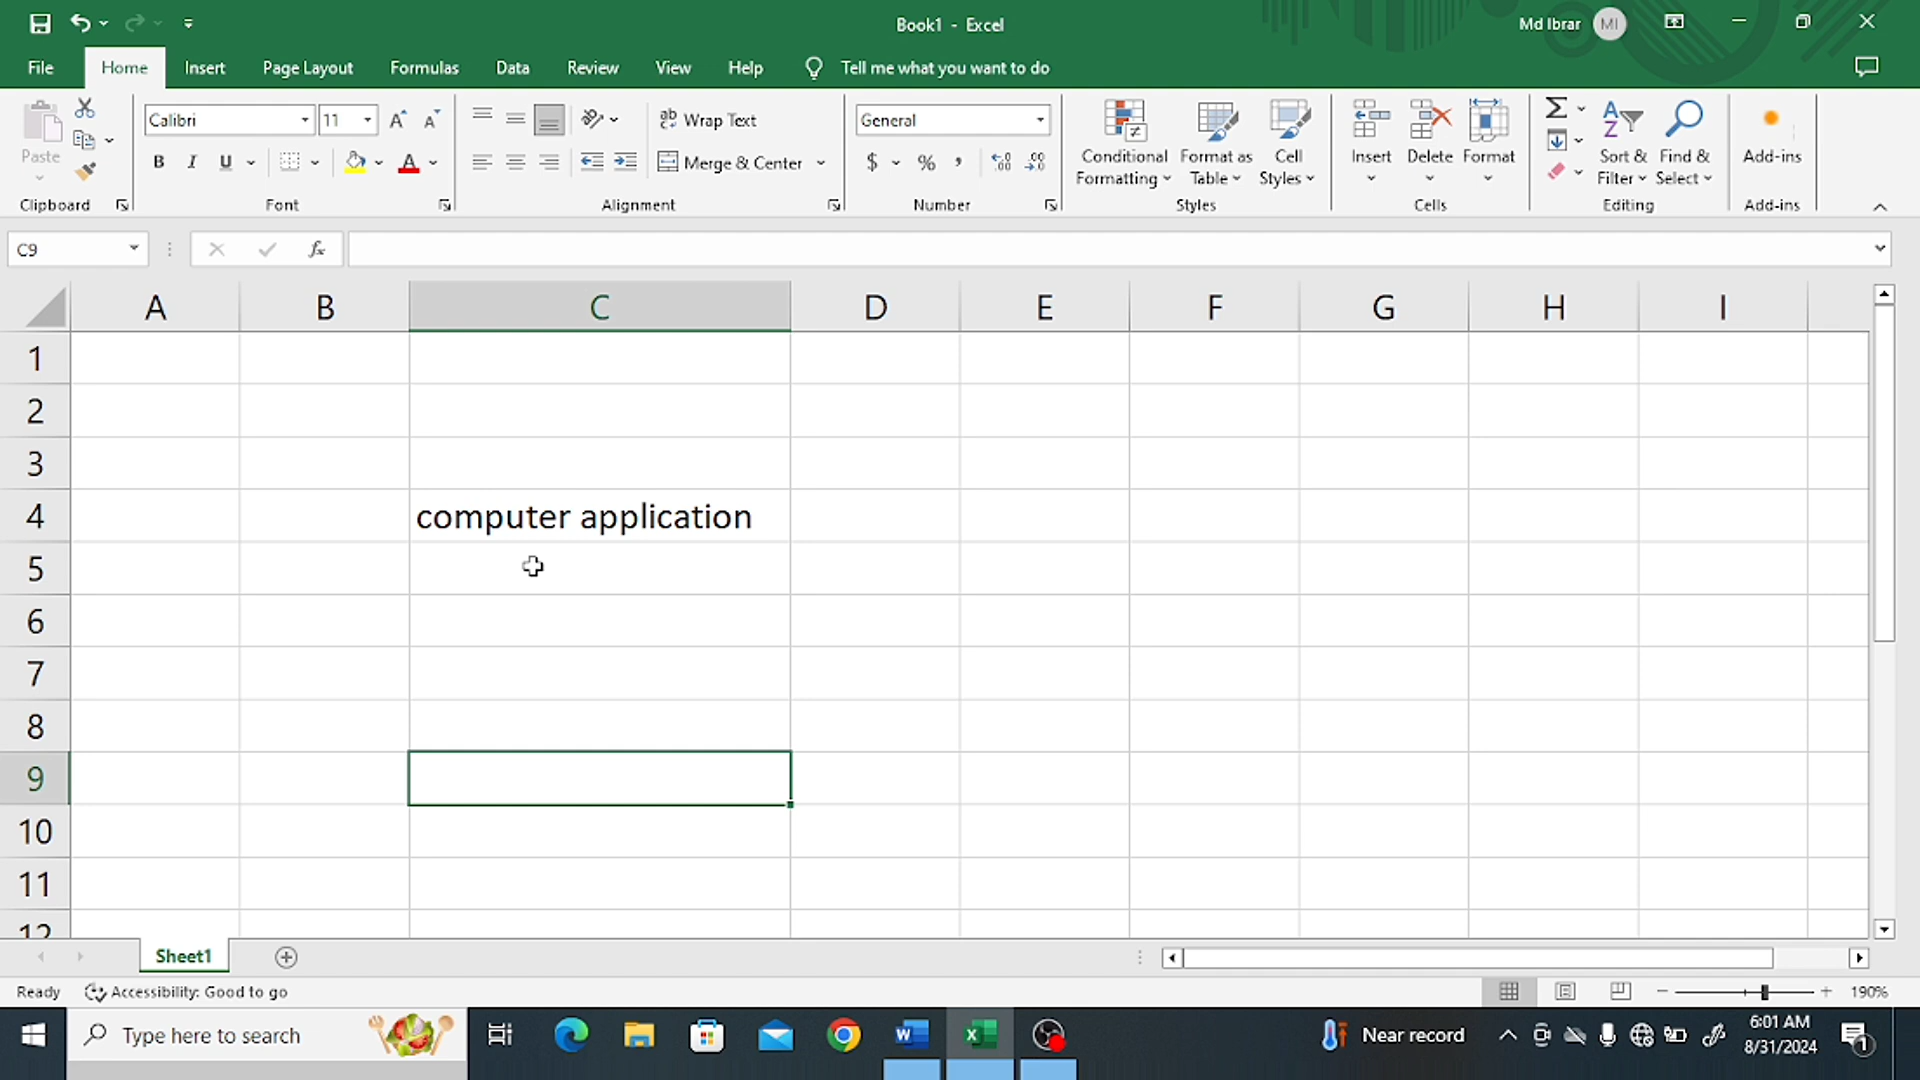 Book1 - Excel
Md Ibrar MI
File Home Insert Page Layout Formulas Data Review View Help Tell me what you want to do
Paste
Clipboard
Calibri 11
B I U A
Font
Wrap Text
Merge & Center
Alignment
General
$ % ,
Number
Conditional Formatting
Format as Table
Cell Styles
Styles
Insert Delete Format
Cells
Sort & Filter
Find & Select
Editing
Add-ins
Add-ins
C9 fx
A B C D E F G H I
1
2
3
4 computer application
5
6
7
8
9
10
11
12
Sheet1
Ready Accessibility: Good to go 190%
Type here to search Near record 6:01 AM
8/31/2024 1